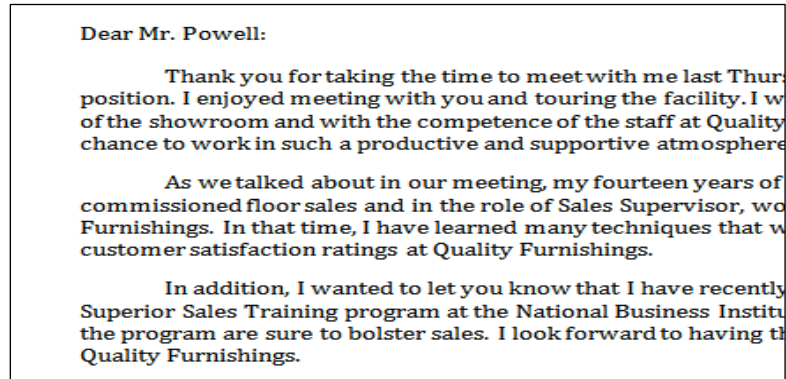 Dear Mr. Powell:
Thank you for taking the time to meet with me last
position. I enjoyed meeting with you and touring the facility. I
of the showroom and with the competence of the staff at Quality
chance to work in such a productive and supportive atmosphere
As we talked about in our meeting, my fourteen years of
commissioned floor sales and in the role of Sales Supervisor,
Furnishings. In that time, I have learned many techniques that
customer satisfaction ratings at Quality Furnishings.
In addition, I wanted to let you know that I have recently
Superior Sales Training program at the National Business
the program are sure to bolster sales. I look forward to having
Quality Furnishings.